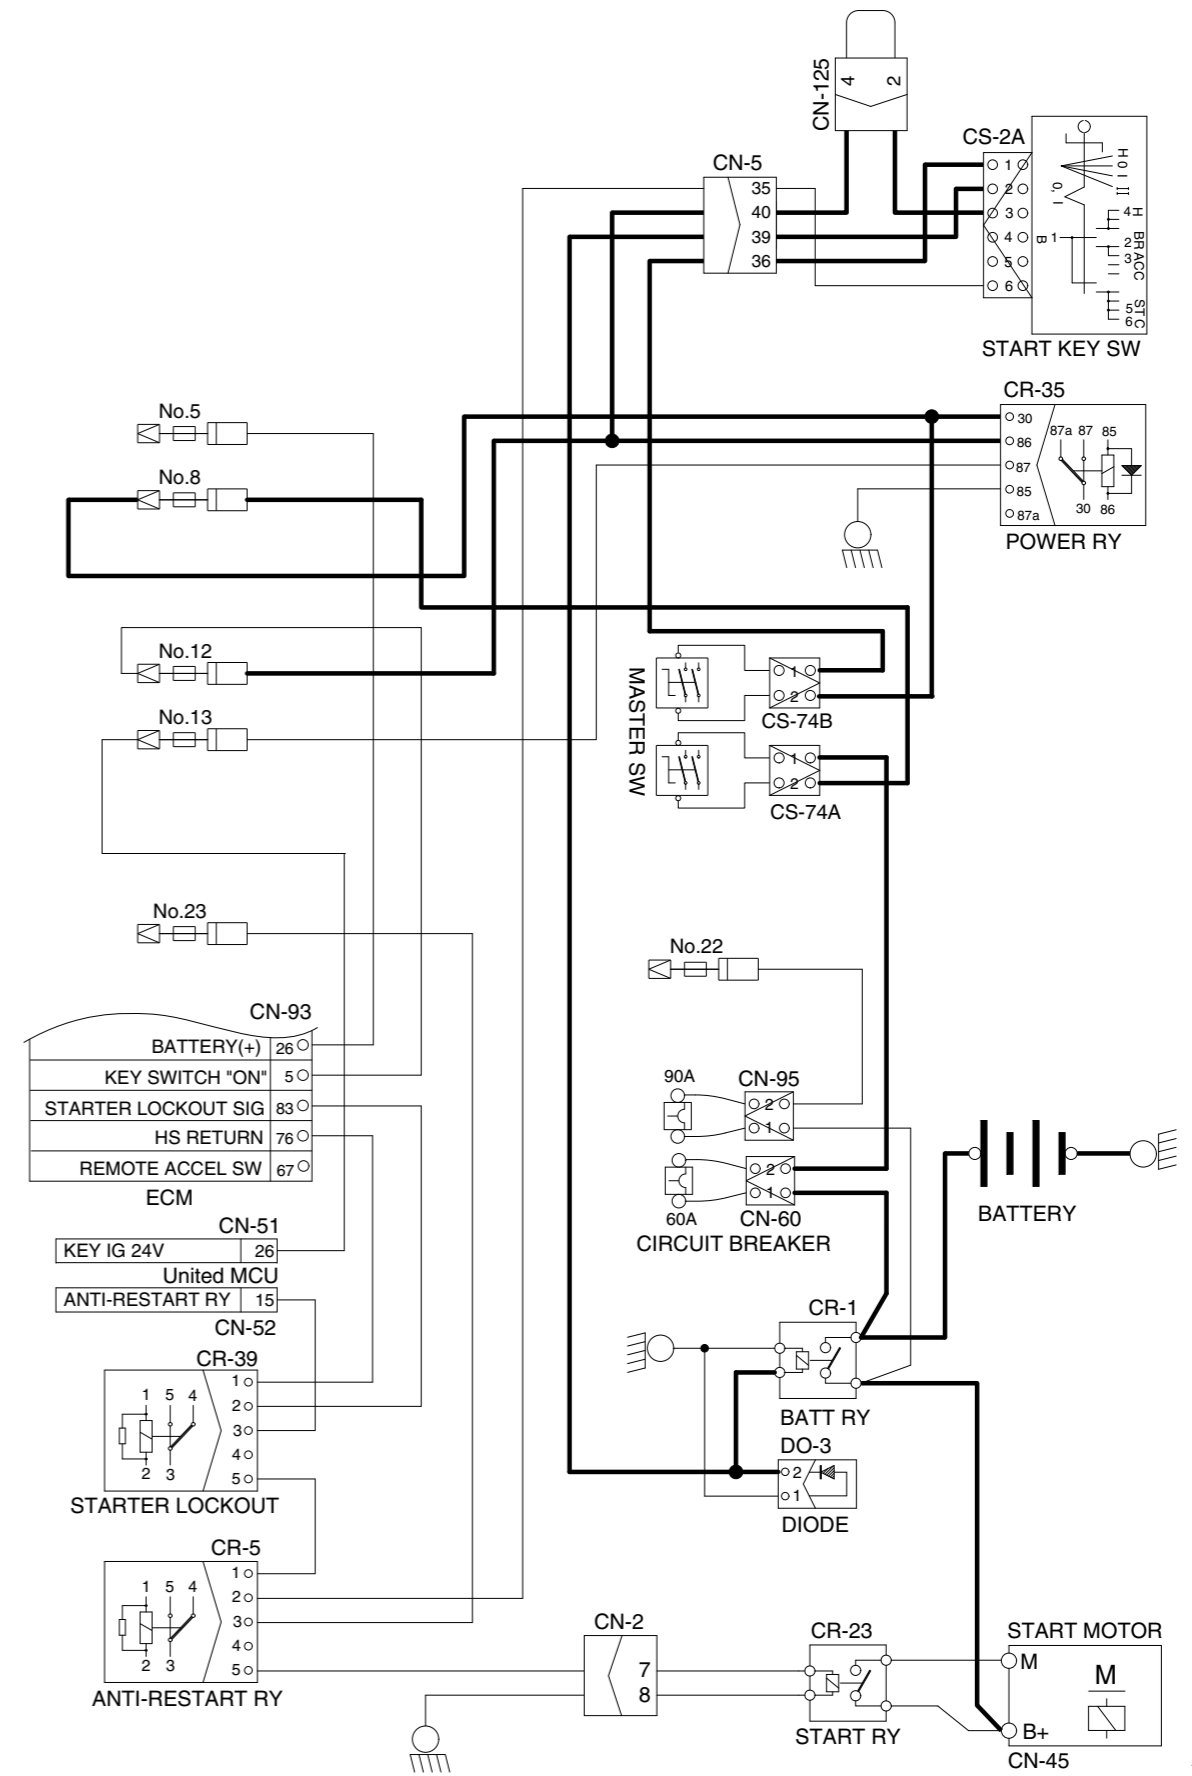 CN-125
4 2
CS-2A
1
2
3
4
5
6
H 0 I II
0, I
4 H
B 1
BR
2
ACC
3
I
ST
5
C
6
START KEY SW
CN-5
35
40
39
36
CR-35
30
86
87
85
87a
87a 87 85
30 86
POWER RY
No.5
No.8
No.12
No.13
No.23
MASTER SW
1
2
CS-74B
1
2
CS-74A
No.22
90A
CN-95
2
1
2
1
60A
CN-60
CIRCUIT BREAKER
BATTERY
CN-93
BATTERY(+) 26
KEY SWITCH "ON" 5
STARTER LOCKOUT SIG 83
HS RETURN 76
REMOTE ACCEL SW 67
ECM
CN-51
KEY IG 24V 26
United MCU
ANTI-RESTART RY 15
CN-52
CR-39
1 5 4
2 3
1
2
3
4
5
STARTER LOCKOUT
CR-5
1 5 4
2 3
1
2
3
4
5
ANTI-RESTART RY
CR-1
BATT RY
DO-3
2
1
DIODE
CN-2
7
8
CR-23
START RY
START MOTOR
M
M
B+
CN-45